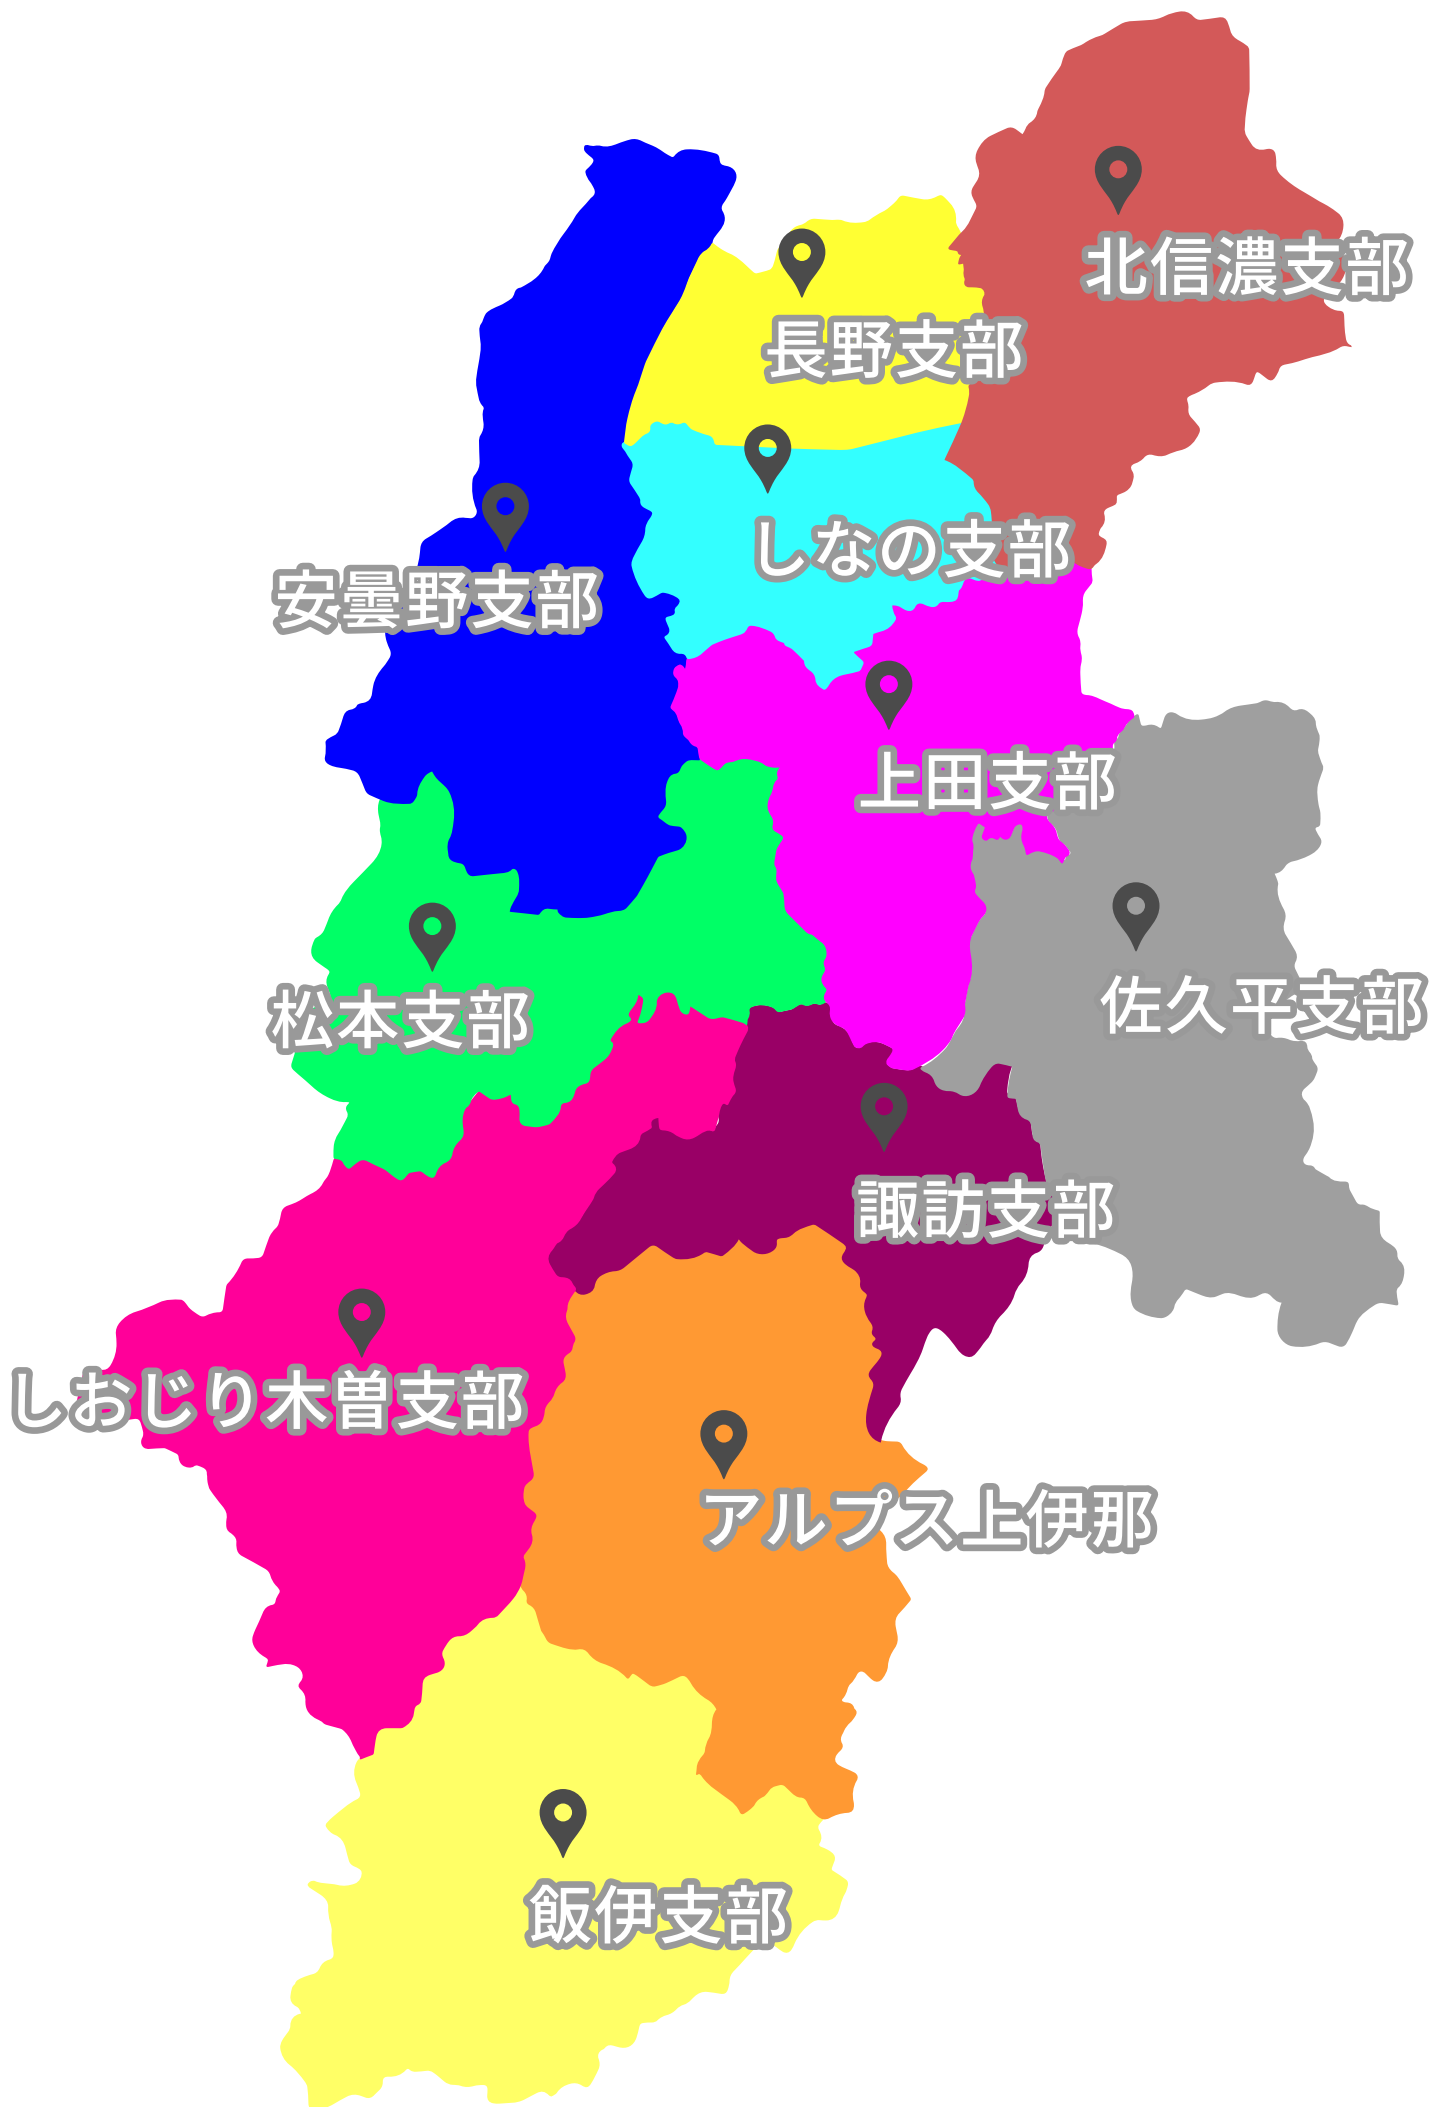 北信濃支部
長野支部
しなの支部
安曇野支部
上田支部
佐久平支部
松本支部
諏訪支部
しおじり木曽支部
アルプス上伊那
飯伊支部